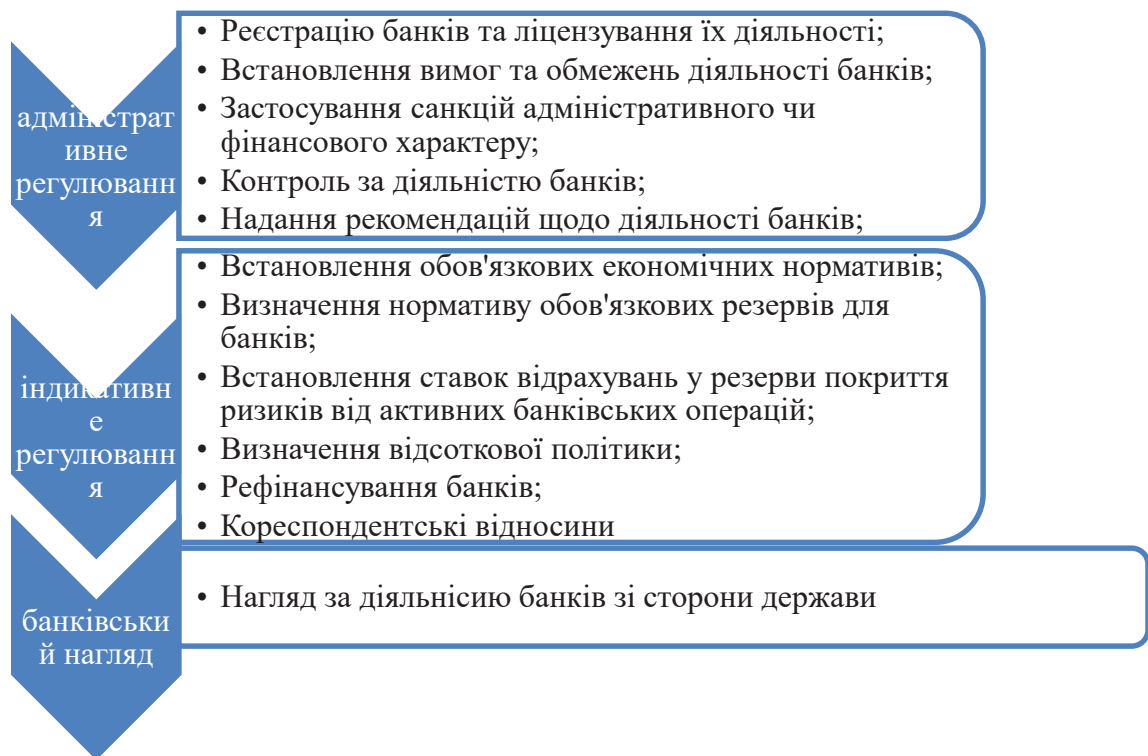 адміністрат
ивне
регулюванн
я
• Реєстрацію банків та ліцензування їх діяльності;
• Встановлення вимог та обмежень діяльності банків;
• Застосування санкцій адміністративного чи
фінансового характеру;
• Контроль за діяльністю банків;
• Надання рекомендацій щодо діяльності банків;
індикативн
е
регулюванн
я
• Встановлення обов'язкових економічних нормативів;
• Визначення нормативу обов'язкових резервів для
банків;
• Встановлення ставок відрахувань у резерви покриття
ризиків від активних банківських операцій;
• Визначення відсоткової політики;
• Рефінансування банків;
• Кореспондентські відносини
банківськи
й нагляд
• Нагляд за діяльнісию банків зі сторони держави